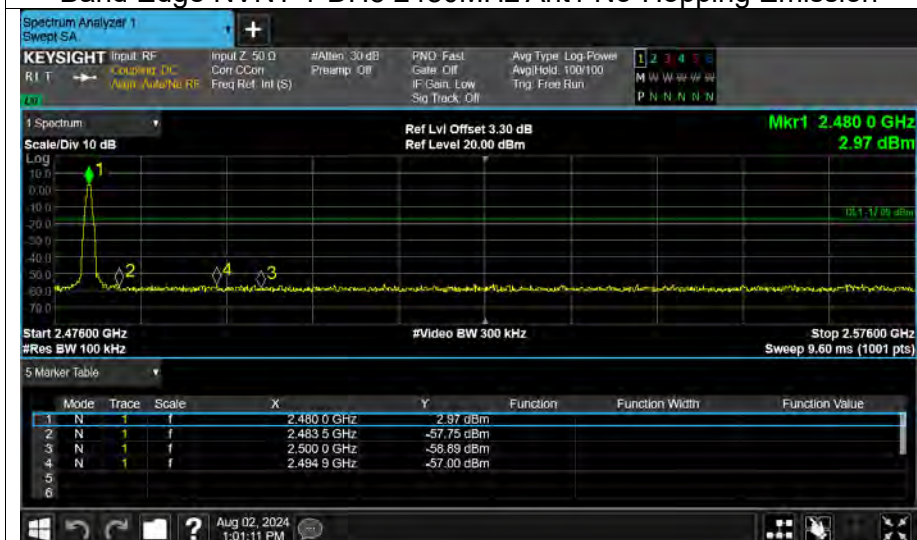 Band Edge NVNT 1-DH5 2480MHz Ant1 No-Hopping Emission
Spectrum Analyzer 1
Swept SA
+
KEYSIGHT Input: RF Input Z: 50 Ω #Atten: 30 dB PNO: Fast Avg Type: Log-Power 1 2 3 4 5 6
RLT Coupling: DC Corr CCorr Preamp: Off Gate: Off Avg|Hold: 100/100 M W W W W W
Align: Auto/No RF Freq Ref: Int (S) IF Gain: Low Trig: Free Run
Sig Track: Off P N N N N N
1 Spectrum Ref Lvl Offset 3.30 dB Mkr1 2.480 0 GHz
Scale/Div 10 dB Ref Level 20.00 dBm 2.97 dBm
Log
10.0
0.00
-10.0
DL1 -17.05 dBm
-20.0
-30.0
-40.0
-50.0
-60.0
-70.0
1
2
4
3
Start 2.47600 GHz #Video BW 300 kHz Stop 2.57600 GHz
#Res BW 100 kHz Sweep 9.60 ms (1001 pts)
5 Marker Table
Mode Trace Scale X Y Function Function Width Function Value
1 N 1 f 2.480 0 GHz 2.97 dBm
2 N 1 f 2.483 5 GHz -57.75 dBm
3 N 1 f 2.500 0 GHz -58.89 dBm
4 N 1 f 2.494 9 GHz -57.00 dBm
5
6
? Aug 02, 2024
1:01:11 PM